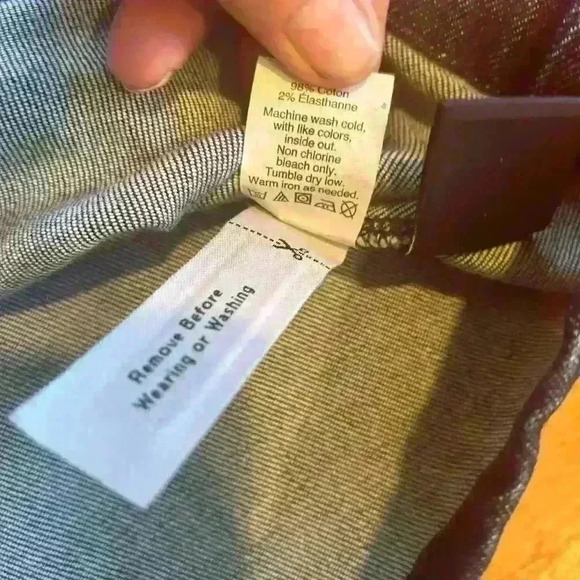 98% Coton
2% Élasthanne
Machine wash cold,
with like colors,
inside out.
Non chlorine
bleach only.
Tumble dry low.
Warm iron as needed.
Remove Before
Wearing or Washing